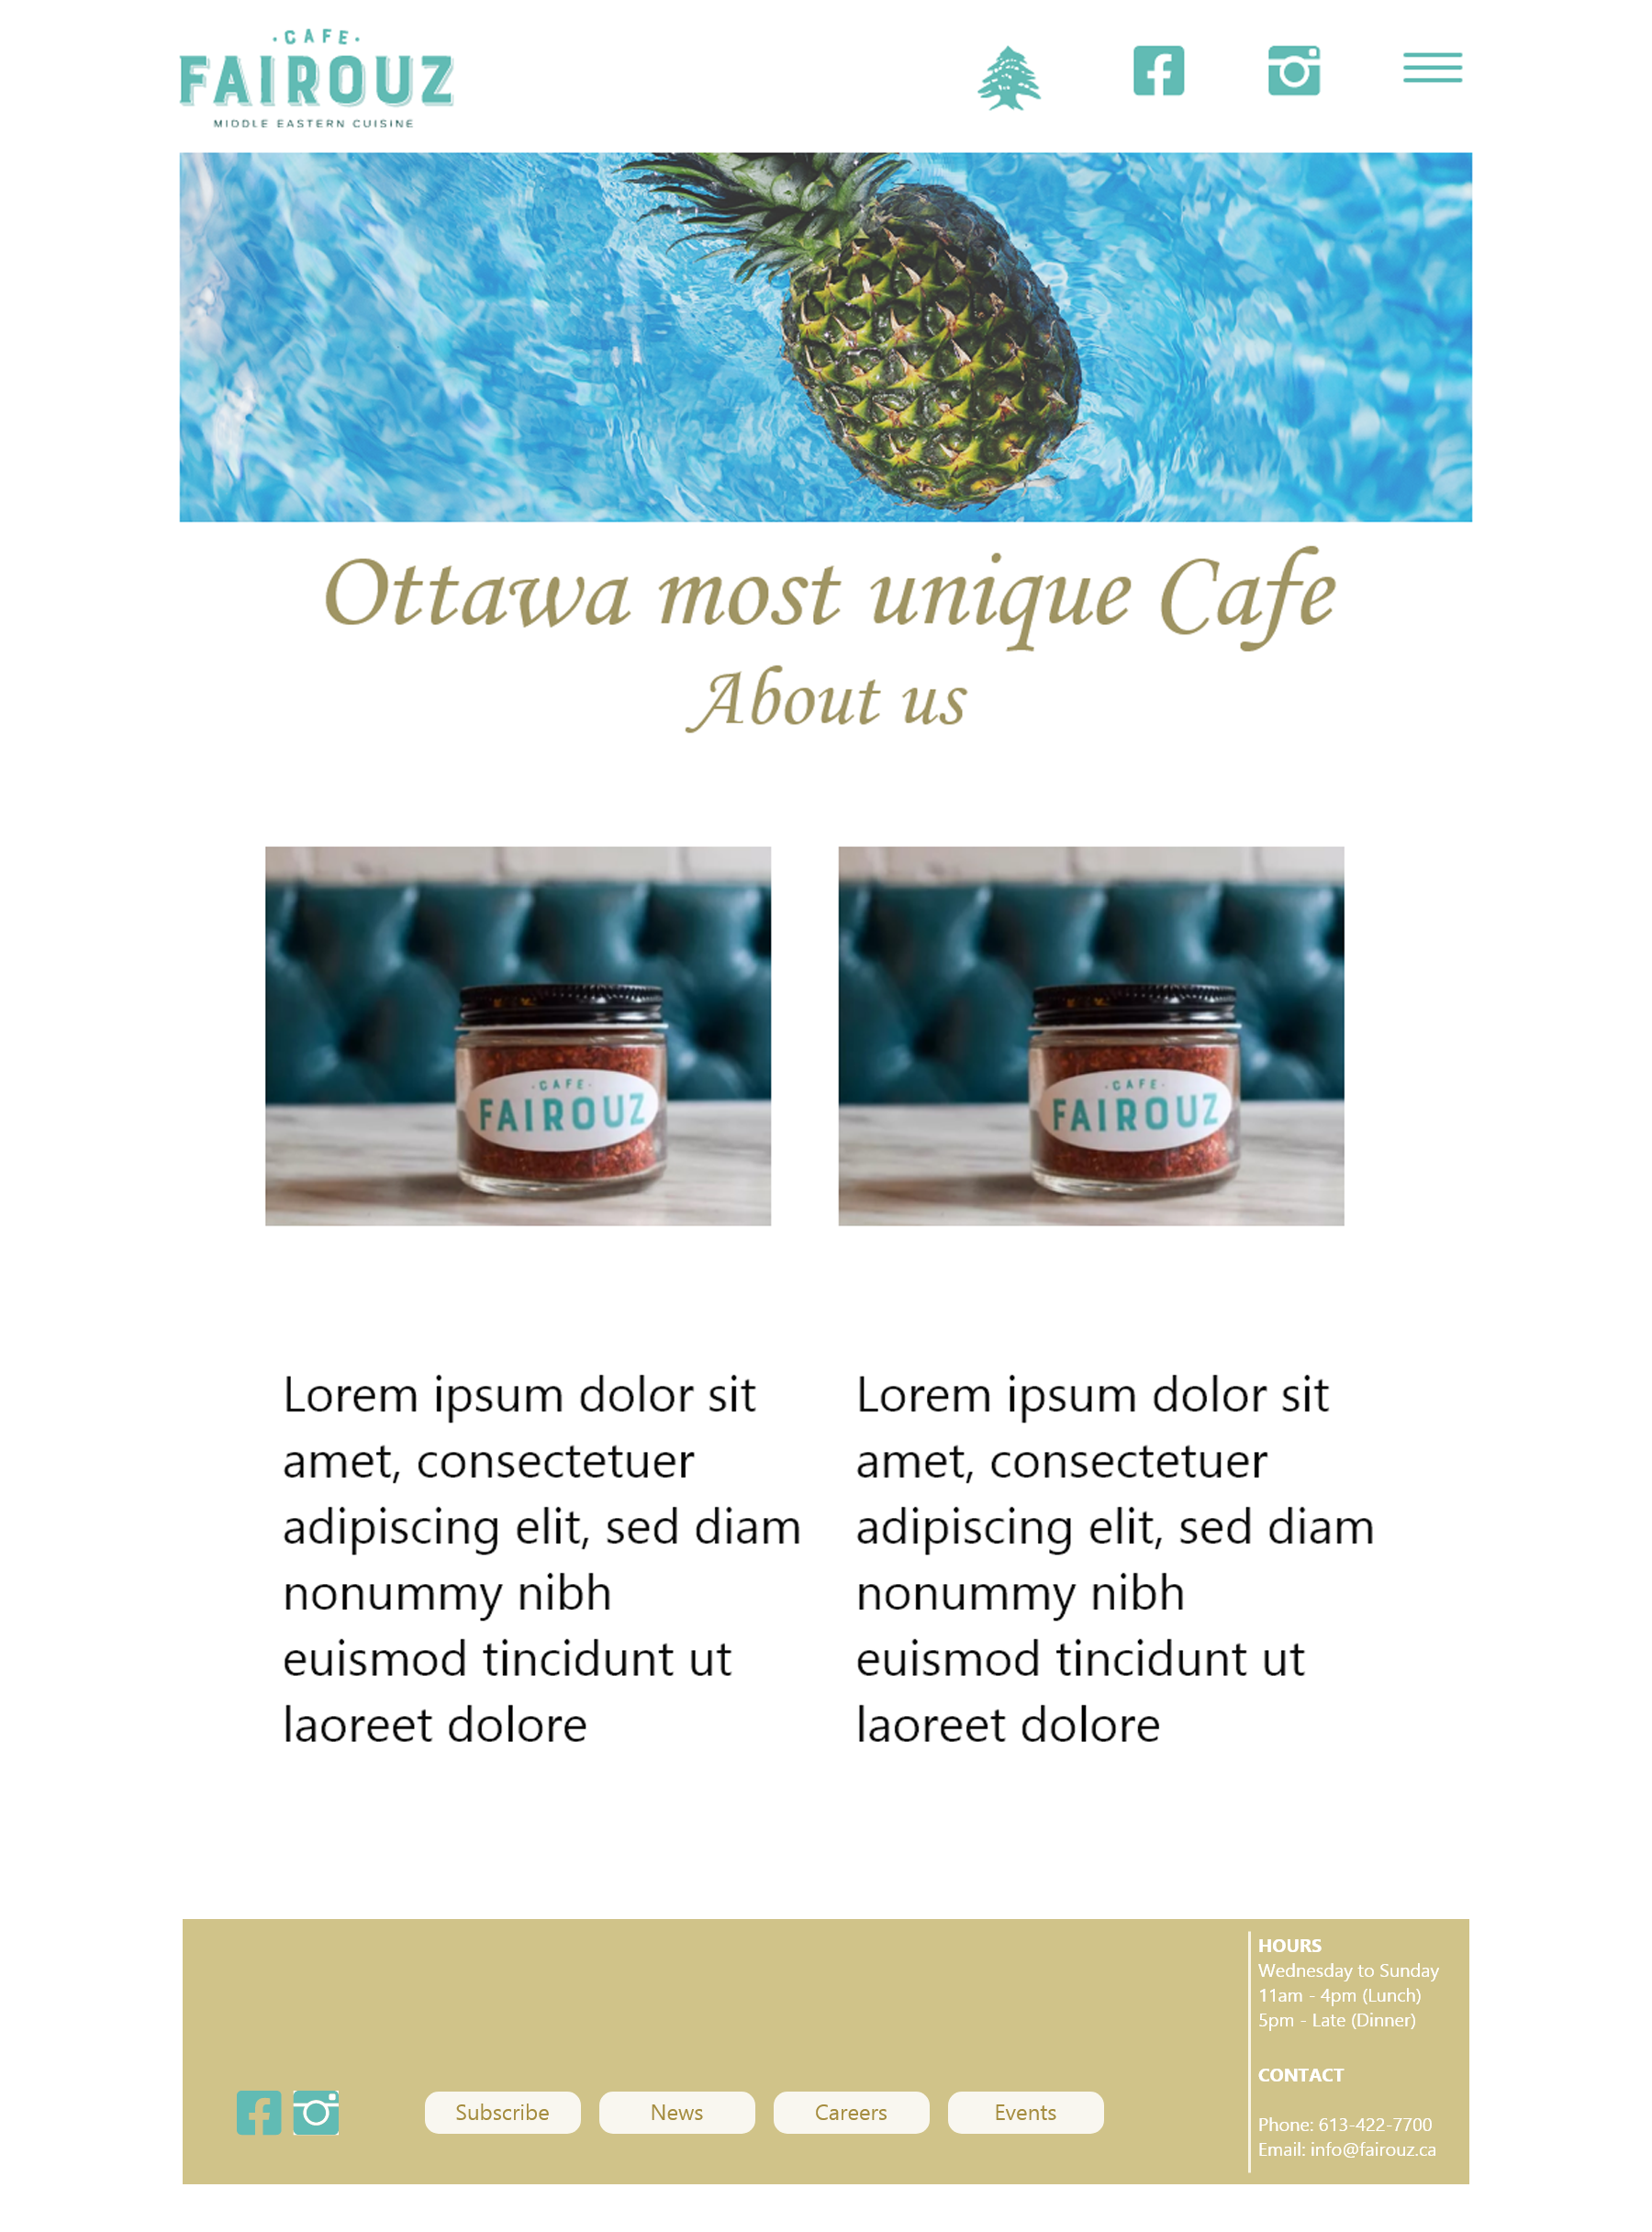 · CAFE ·
FAIROUZ
MIDDLE EASTERN CUISINE
Ottawa most unique Cafe
About us
· CAFE ·
FAIROUZ
· CAFE ·
FAIROUZ
Lorem ipsum dolor sit
amet, consectetuer
adipiscing elit, sed diam
nonummy nibh
euismod tincidunt ut
laoreet dolore
Lorem ipsum dolor sit
amet, consectetuer
adipiscing elit, sed diam
nonummy nibh
euismod tincidunt ut
laoreet dolore
Subscribe
News
Careers
Events
HOURS
Wednesday to Sunday
11am - 4pm (Lunch)
5pm - Late (Dinner)
CONTACT
Phone: 613-422-7700
Email: info@fairouz.ca